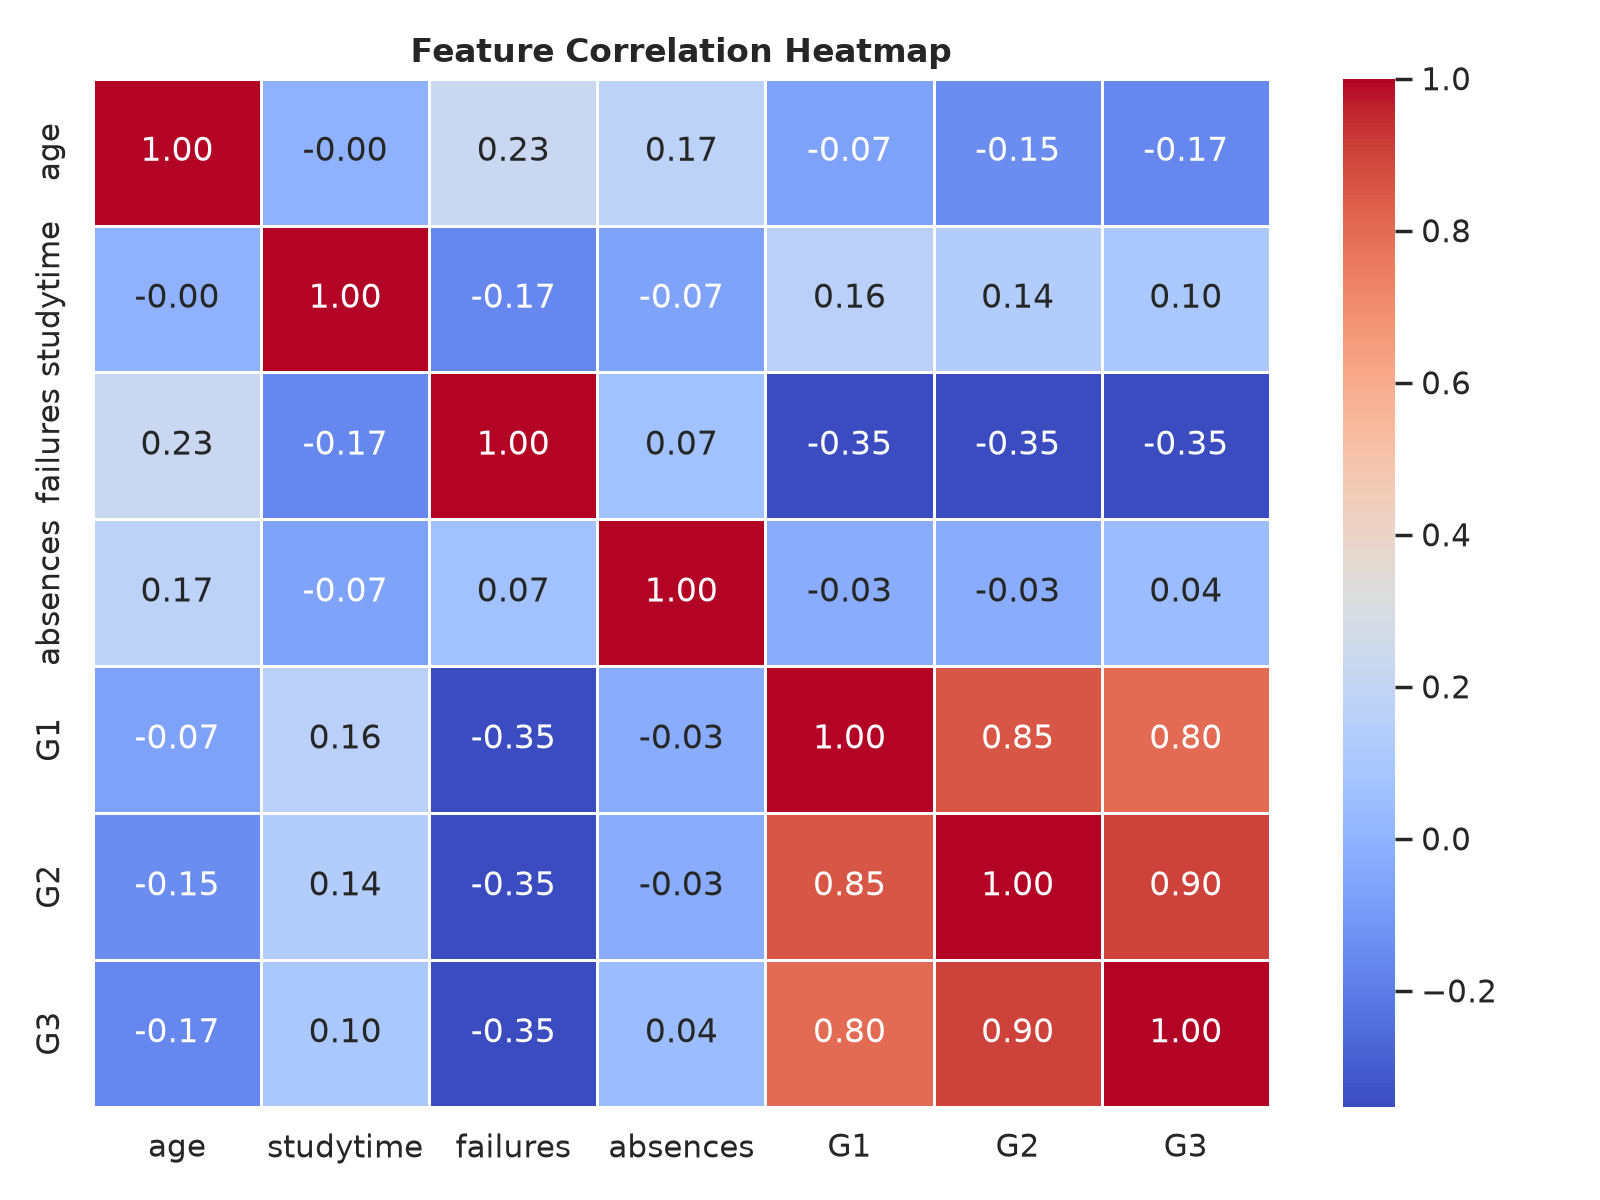 Feature Correlation Heatmap
age 1.00 -0.00 0.23 0.17 -0.07 -0.15 -0.17
studytime -0.00 1.00 -0.17 -0.07 0.16 0.14 0.10
failures 0.23 -0.17 1.00 0.07 -0.35 -0.35 -0.35
absences 0.17 -0.07 0.07 1.00 -0.03 -0.03 0.04
G1 -0.07 0.16 -0.35 -0.03 1.00 0.85 0.80
G2 -0.15 0.14 -0.35 -0.03 0.85 1.00 0.90
G3 -0.17 0.10 -0.35 0.04 0.80 0.90 1.00
age studytime failures absences G1 G2 G3
1.0
0.8
0.6
0.4
0.2
0.0
−0.2